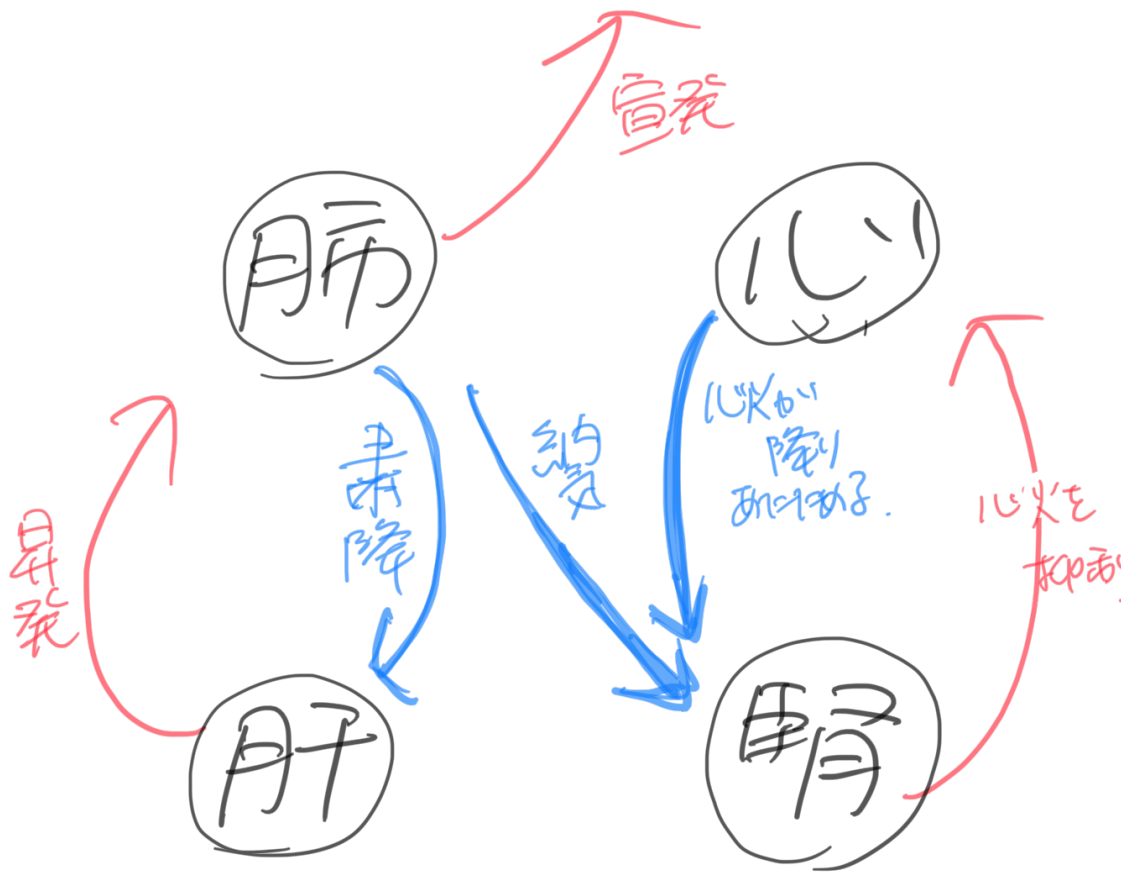 宣発
肺
心
心火が
降り
あたためる.
納気
粛降
心火を
抑制
昇発
肝
腎